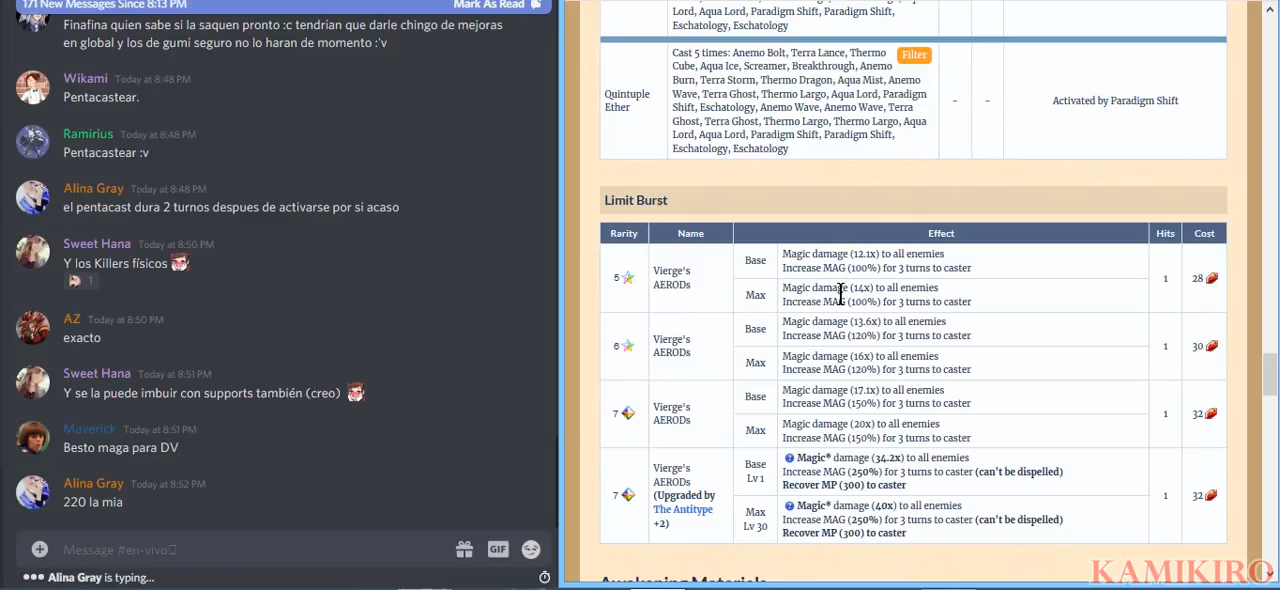 171 New Messages Since 8:13 PM
Mark As Read
Finafina quien sabe si la saquen pronto :c tendrian que darle chingo de mejoras
en global y los de gumi seguro no lo haran de momento :'v
Wikami Today at 8:48 PM
Pentacastear.
Ramirius Today at 8:48 PM
Pentacastear :v
Alina Gray Today at 8:48 PM
el pentacast dura 2 turnos despues de activarse por si acaso
Sweet Hana Today at 8:50 PM
Y los Killers físicos
1
AZ Today at 8:50 PM
exacto
Sweet Hana Today at 8:51 PM
Y se la puede imbuir con supports también (creo)
Maverick Today at 8:51 PM
Besto maga para DV
Alina Gray Today at 8:52 PM
220 la mia
Message #en-vivo
GIF
Alina Gray is typing...
Lord, Aqua Lord, Paradigm Shift, Paradigm Shift,
Eschatology, Eschatology
Quintuple
Ether
Cast 5 times: Anemo Bolt, Terra Lance, Thermo
Cube, Aqua Ice, Screamer, Breakthrough, Anemo
Burn, Terra Storm, Thermo Dragon, Aqua Mist, Anemo
Wave, Terra Ghost, Thermo Largo, Aqua Lord, Paradigm
Shift, Eschatology, Anemo Wave, Anemo Wave, Terra
Ghost, Terra Ghost, Thermo Largo, Thermo Largo, Aqua
Lord, Aqua Lord, Paradigm Shift, Paradigm Shift,
Eschatology, Eschatology
Filter
-
-
Activated by Paradigm Shift
Limit Burst
Rarity Name Effect Hits Cost
5
Vierge's
AERODs
Base
Magic damage (12.1x) to all enemies
Increase MAG (100%) for 3 turns to caster
Max
Magic damage (14x) to all enemies
Increase MAG (100%) for 3 turns to caster
1
28
6
Vierge's
AERODs
Base
Magic damage (13.6x) to all enemies
Increase MAG (120%) for 3 turns to caster
Max
Magic damage (16x) to all enemies
Increase MAG (120%) for 3 turns to caster
1
30
7
Vierge's
AERODs
Base
Magic damage (17.1x) to all enemies
Increase MAG (150%) for 3 turns to caster
Max
Magic damage (20x) to all enemies
Increase MAG (150%) for 3 turns to caster
1
32
7
Vierge's
AERODs
(Upgraded by
The Antitype
+2)
Base
Lv 1
Magic* damage (34.2x) to all enemies
Increase MAG (250%) for 3 turns to caster (can't be dispelled)
Recover MP (300) to caster
Max
Lv 30
Magic* damage (40x) to all enemies
Increase MAG (250%) for 3 turns to caster (can't be dispelled)
Recover MP (300) to caster
1
32
Awakening Materials
KAMIKIRO